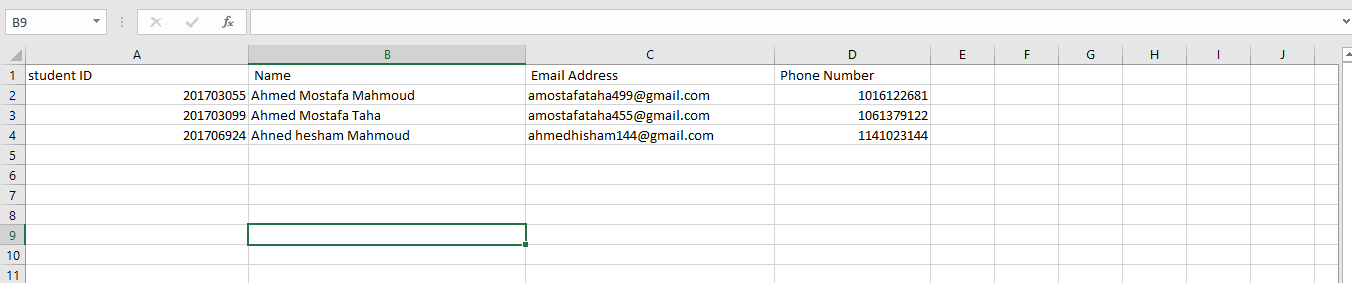 B9 fx
A B C D E F G H I J
1 student ID Name Email Address Phone Number
2 201703055 Ahmed Mostafa Mahmoud amostafataha499@gmail.com 1016122681
3 201703099 Ahmed Mostafa Taha amostafataha455@gmail.com 1061379122
4 201706924 Ahned hesham Mahmoud ahmedhisham144@gmail.com 1141023144
5
6
7
8
9
10
11